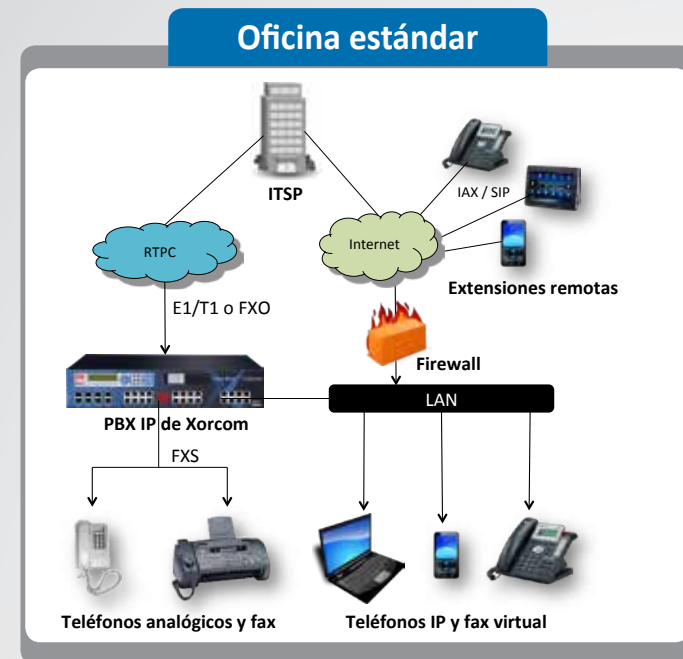 Oficina estándar
ITSP
IAX / SIP
RTPC
Internet
Extensiones remotas
E1/T1 o FXO
Firewall
LAN
PBX IP de Xorcom
FXS
Teléfonos analógicos y fax
Teléfonos IP y fax virtual